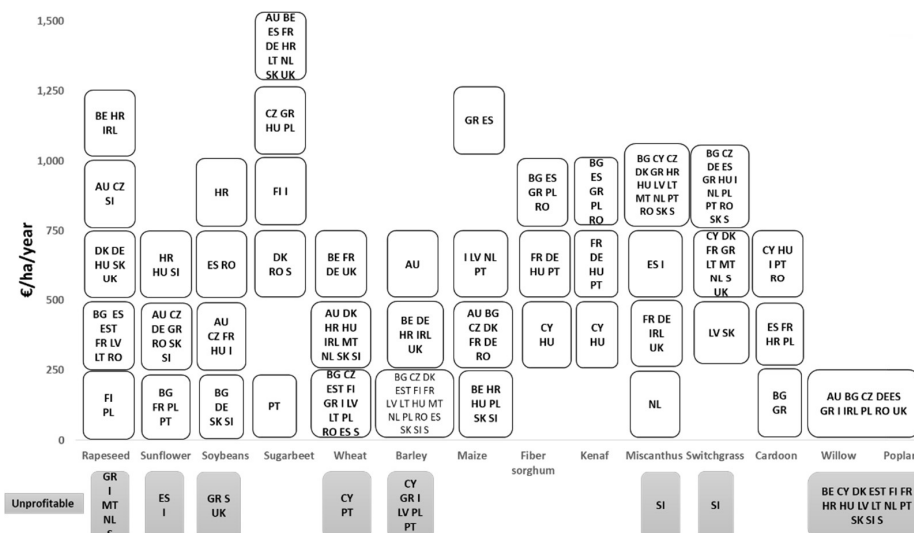 €/ha/year
1,500
1,250
1,000
750
500
250
0
AU BE
ES FR
DE HR
LT NL
SK UK
BE HR
IRL
CZ GR
HU PL
GR ES
AU CZ
SI
HR
FI I
BG ES
GR PL
RO
BG
ES
GR
PL
RO
BG CY CZ
DK GR HR
HU LV LT
MT NL PT
RO SK S
BG CZ
DE ES
GR HU I
NL PL
PT RO
SK S
DK DE
HU SK
UK
HR
HU SI
ES RO
DK
RO S
BE FR
DE UK
AU
I LV NL
PT
FR DE
HU PT
FR
DE
HU
PT
ES I
CY DK
FR GR
LT MT
NL S
UK
CY HU
I PT
RO
BG ES
EST
FR LV
LT RO
AU CZ
DE GR
RO SK
SI
AU
CZ FR
HU I
AU DK
HR HU
IRL MT
NL SK SI
BE DE
HR IRL
UK
AU BG
CZ DK
FR DE
RO
CY
HU
CY
HU
FR DE
IRL
UK
LV SK
ES FR
HR PL
FI
PL
BG
FR PL
PT
BG
DE
SK SI
PT
BG CZ
EST FI
GR I LV
LT PL
RO ES S
BG CZ DK
EST FI FR
LV LT HU MT
NL PL RO ES
SK SI S
BE HR
HU PL
SK SI
NL
BG
GR
AU BG CZ DEES
GR I IRL PL RO UK
Rapeseed
Sunflower
Soybeans
Sugarbeet
Wheat
Barley
Maize
Fiber
sorghum
Kenaf
Miscanthus
Switchgrass
Cardoon
Willow
Poplar
Unprofitable
GR
I
MT
NL
ES
I
GR S
UK
CY
PT
CY
GR I
LV PL
PT
SI
SI
BE CY DK EST FI FR
HR HU LV LT NL PT
SK SI S